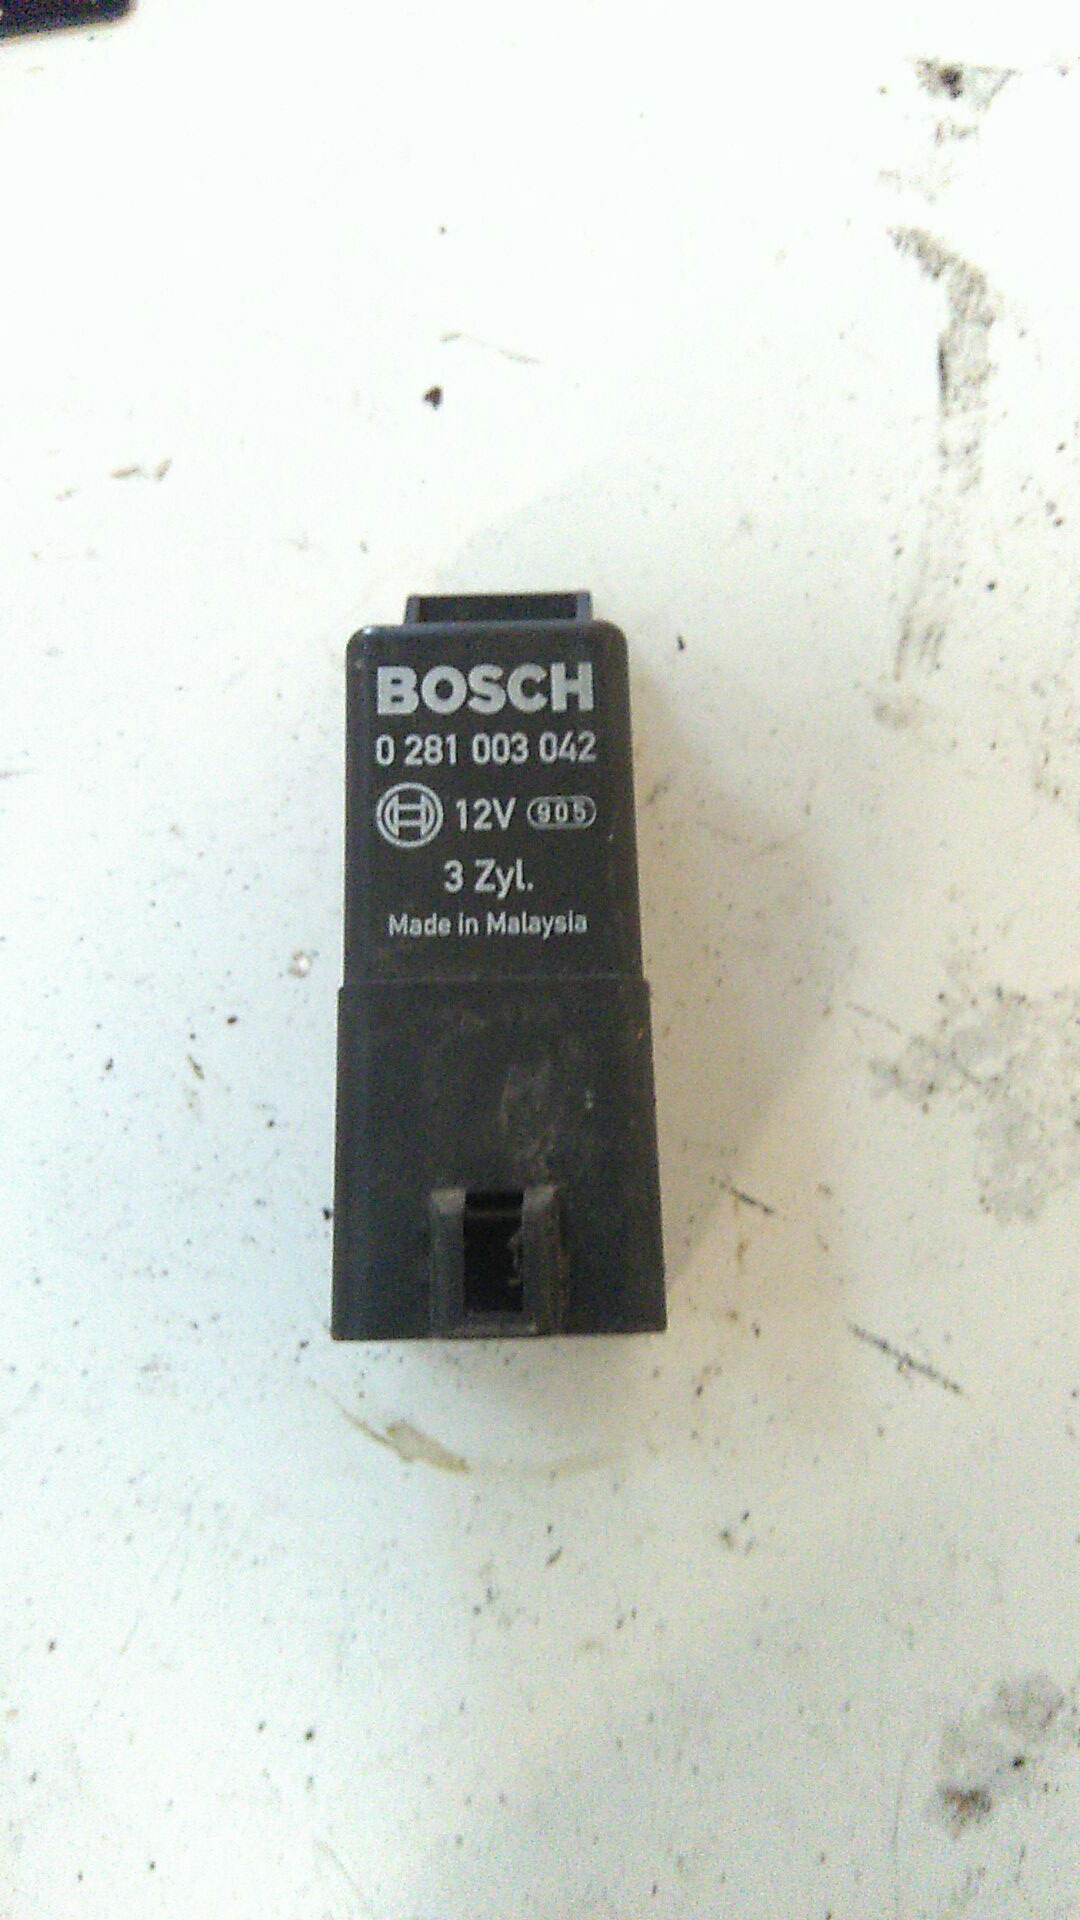 BOSCH
0 281 003 042
12V 905
3 Zyl.
Made in Malaysia